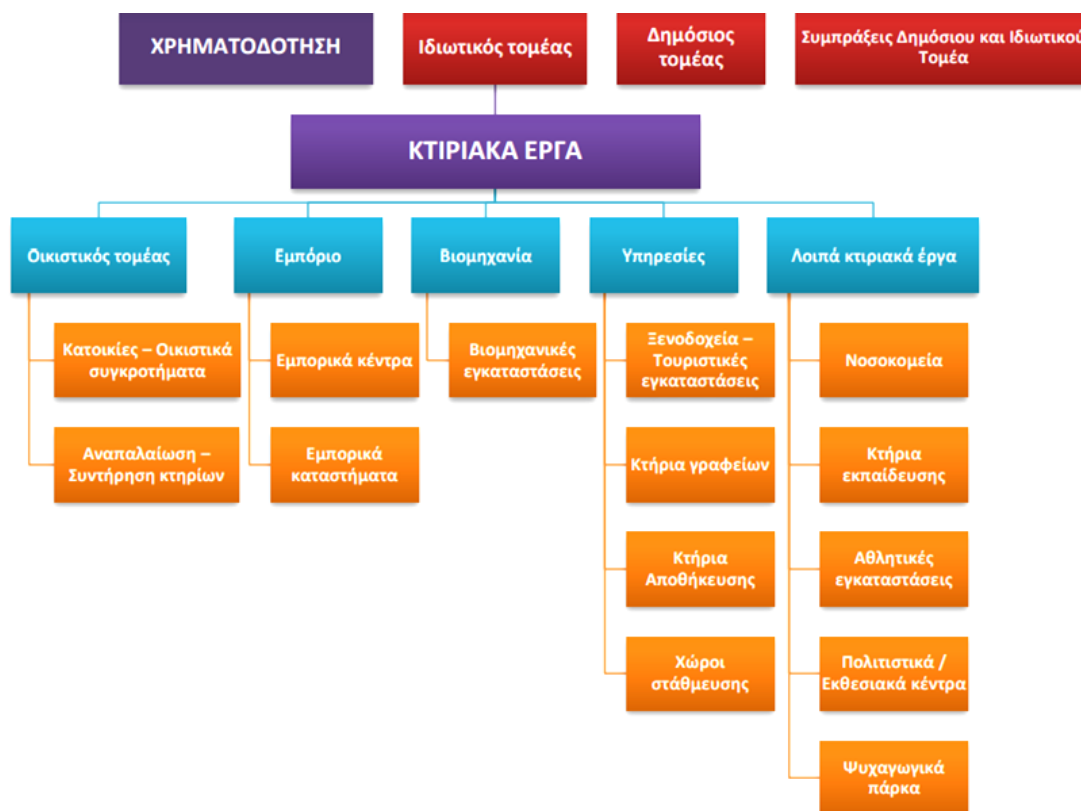 ΧΡΗΜΑΤΟΔΟΤΗΣΗ
Ιδιωτικός τομέας
Δημόσιος
τομέας
Συμπράξεις Δημόσιου και Ιδιωτικού
Τομέα
ΚΤΙΡΙΑΚΑ ΕΡΓΑ
Οικιστικός τομέας
Εμπόριο
Βιομηχανία
Υπηρεσίες
Λοιπά κτιριακά έργα
Κατοικίες – Οικιστικά
συγκροτήματα
Αναπαλαίωση –
Συντήρηση κτηρίων
Εμπορικά κέντρα
Εμπορικά
καταστήματα
Βιομηχανικές
εγκαταστάσεις
Ξενοδοχεία –
Τουριστικές
εγκαταστάσεις
Κτήρια γραφείων
Κτήρια
Αποθήκευσης
Χώροι
στάθμευσης
Νοσοκομεία
Κτήρια
εκπαίδευσης
Αθλητικές
εγκαταστάσεις
Πολιτιστικά /
Εκθεσιακά κέντρα
Ψυχαγωγικά
πάρκα